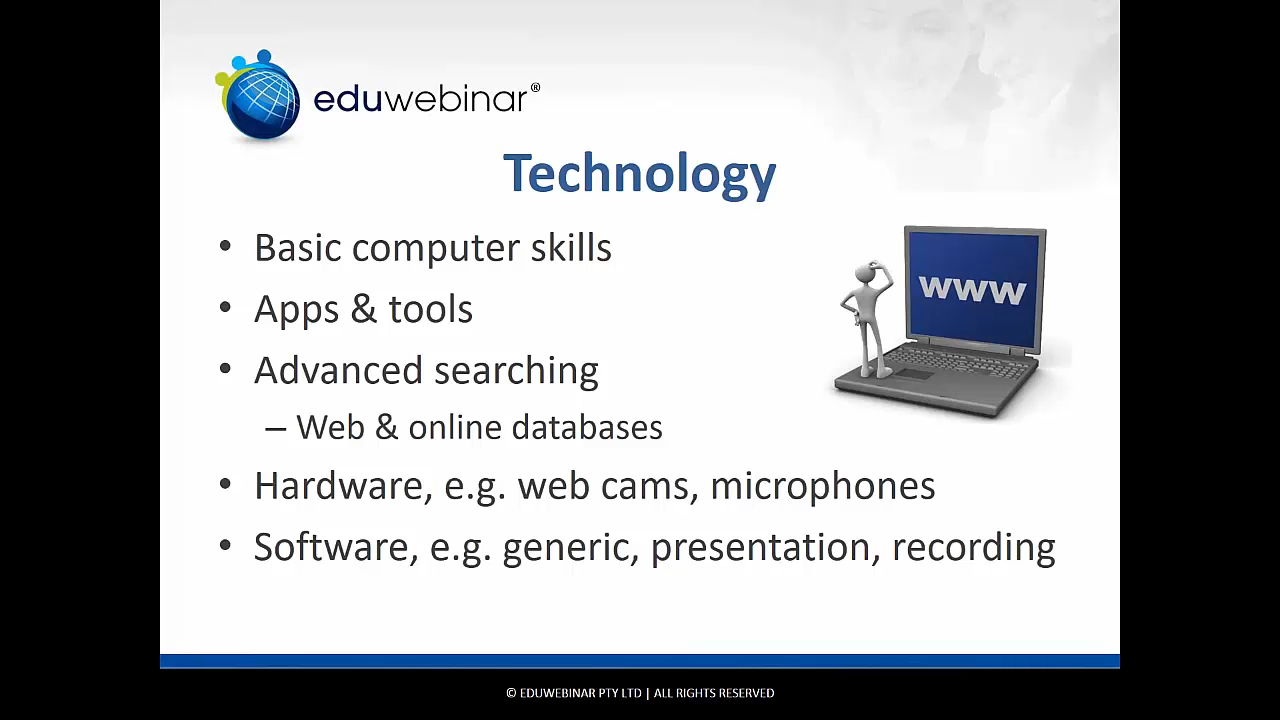 eduwebinar®
Technology
• Basic computer skills
• Apps & tools
• Advanced searching
– Web & online databases
• Hardware, e.g. web cams, microphones
• Software, e.g. generic, presentation, recording
www
© EDUWEBINAR PTY LTD | ALL RIGHTS RESERVED